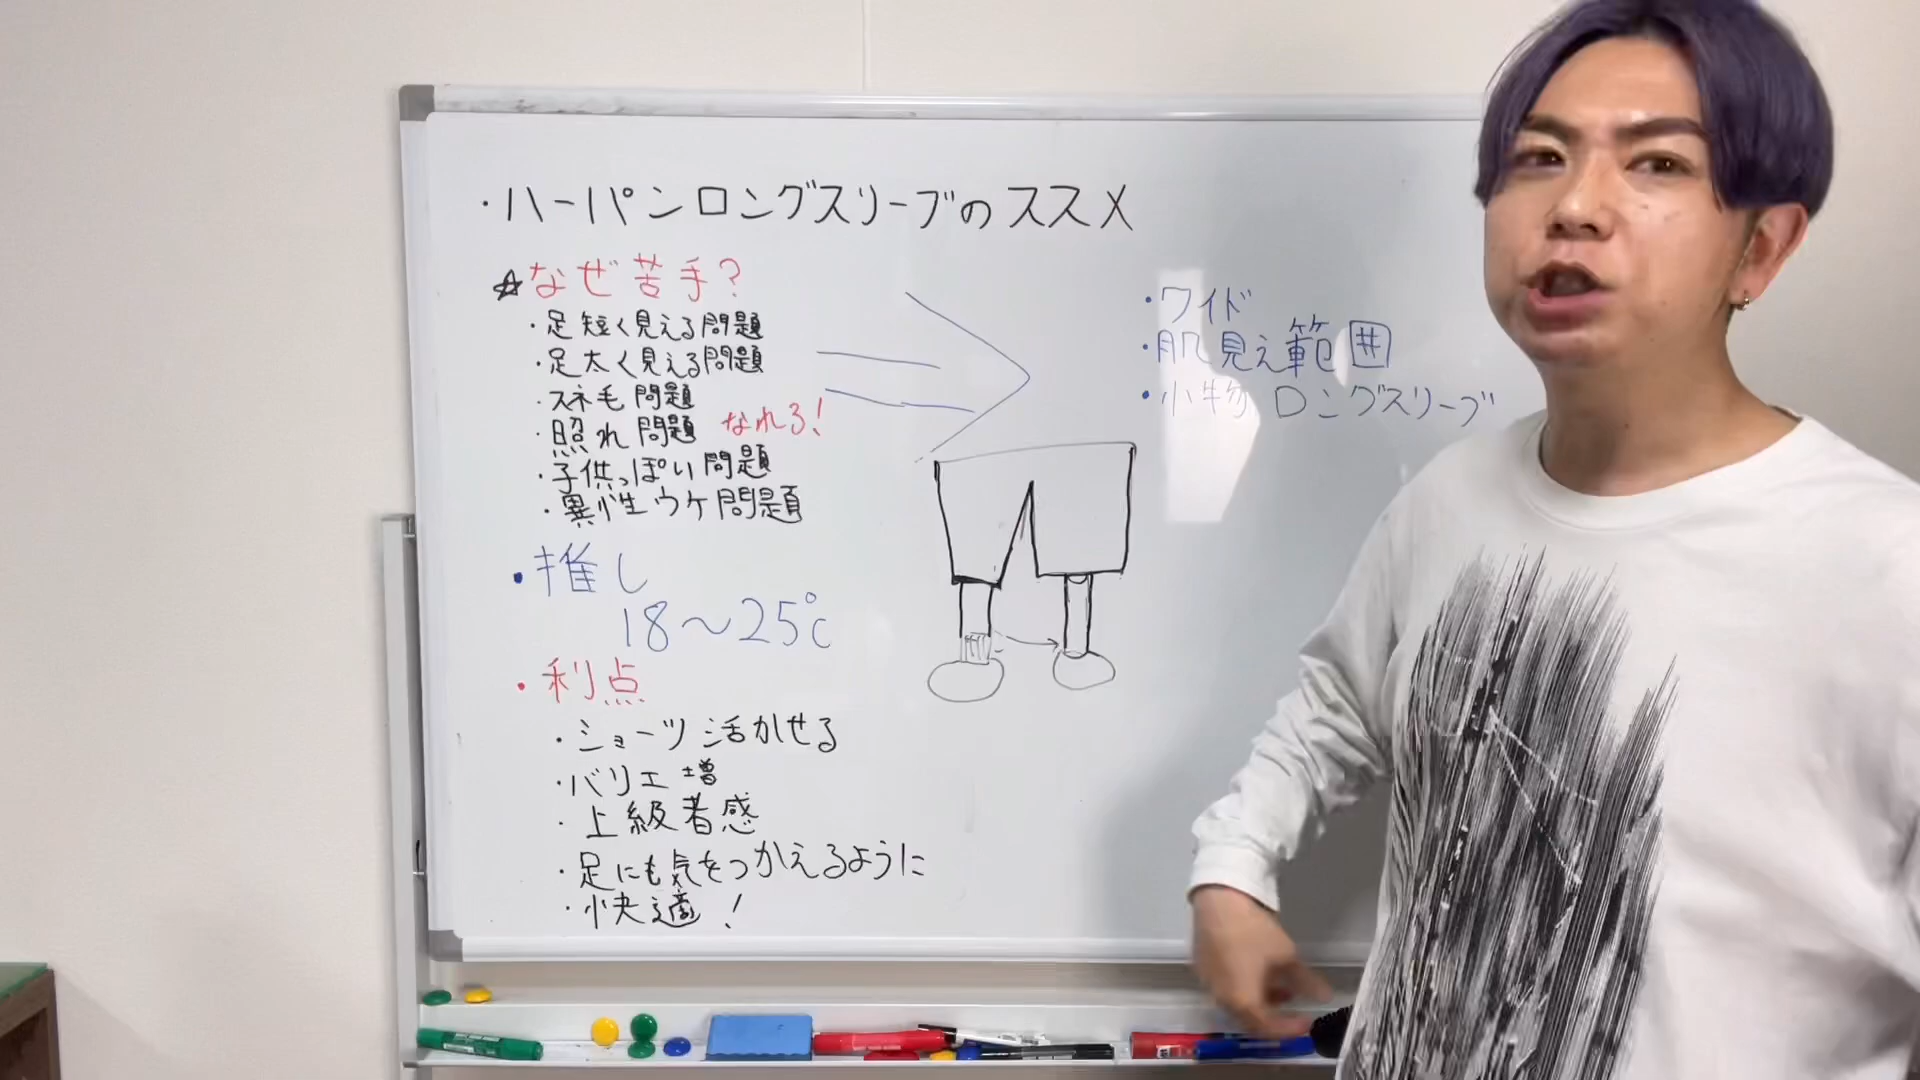 ・ハーパンロングスリーブのススメ
☆なぜ苦手?
・足短く見える問題
・足太く見える問題
・スネ毛問題
・照れ問題 なれろ!
・子供っぽい問題
・異性ウケ問題
・推し
18〜25℃
・利点
・ショーツ活かせる
・バリエ増
・上級者感
・足にも気をつかえるように
・快適!
・ワイド
・肌見え範囲
・小物 ロングスリーブ